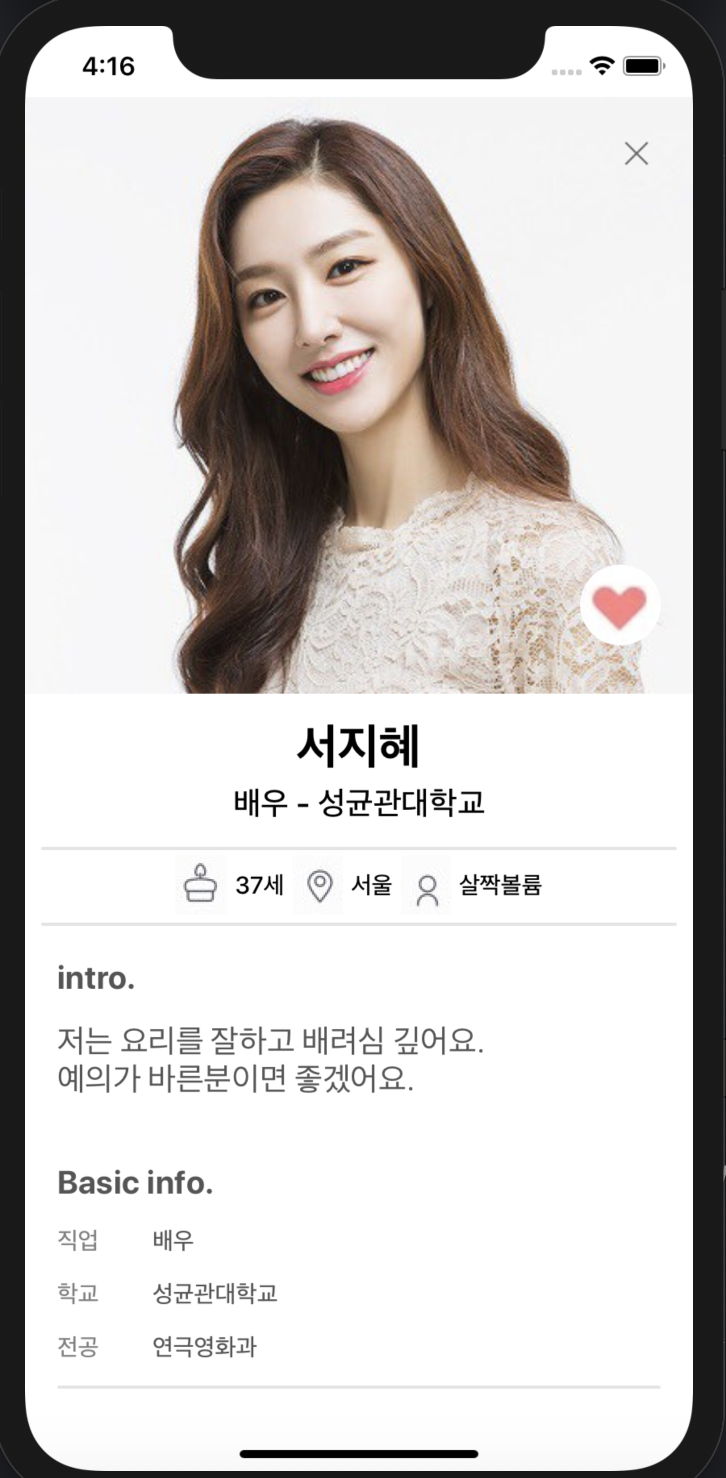 4:16
서지혜
배우 - 성균관대학교
37세 서울 살짝볼륨
intro.
저는 요리를 잘하고 배려심 깊어요.
예의가 바른분이면 좋겠어요.
Basic info.
직업 배우
학교 성균관대학교
전공 연극영화과